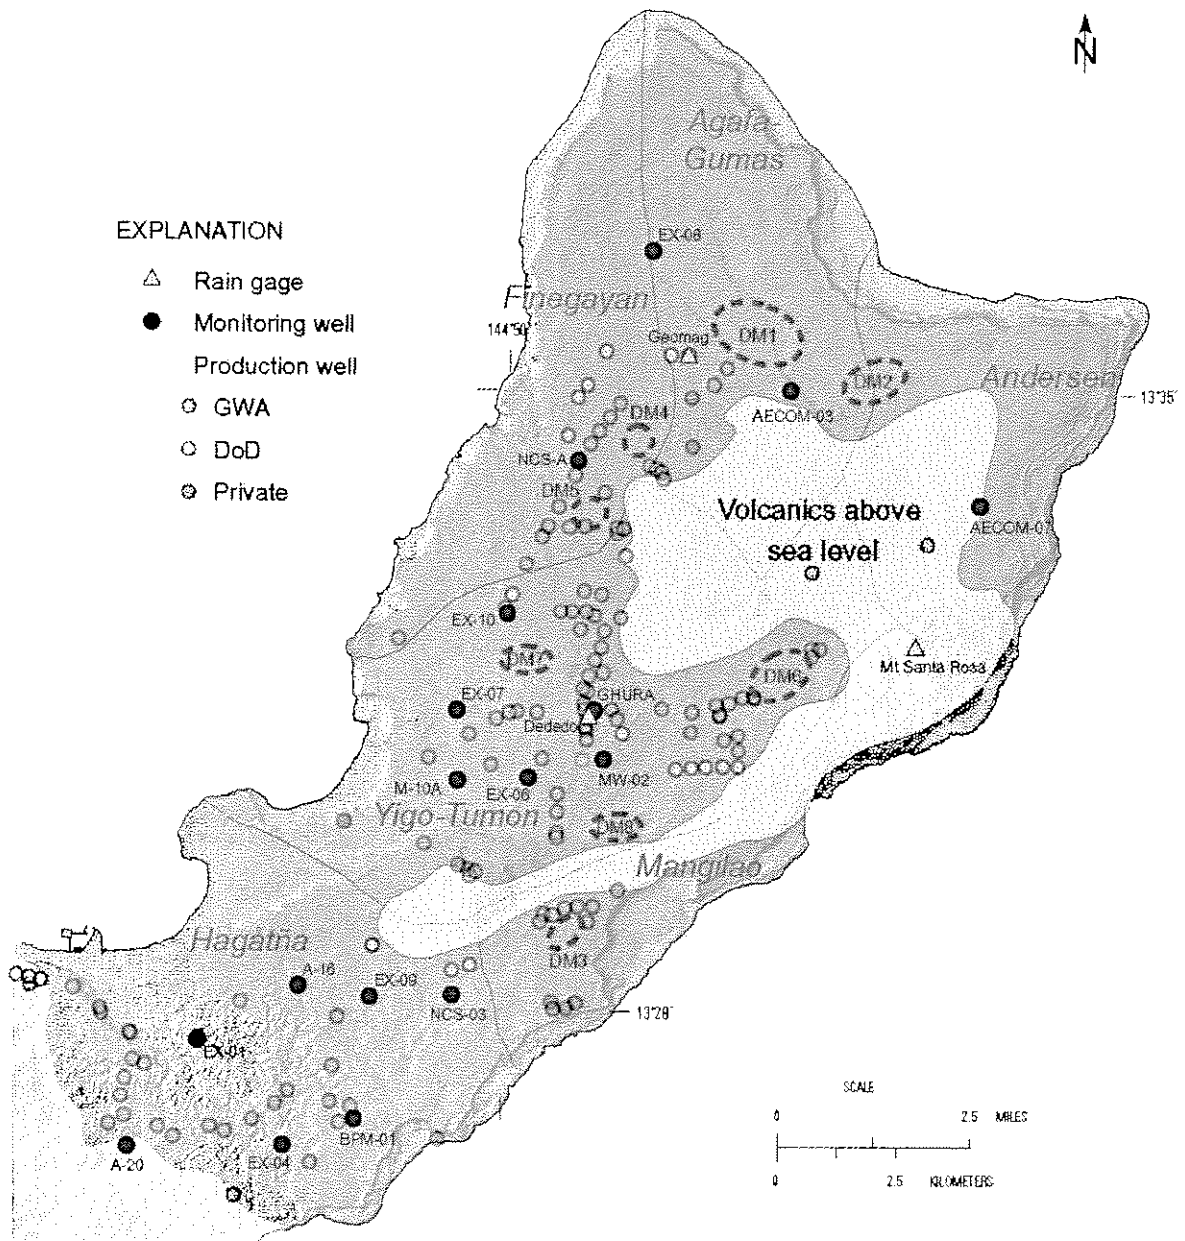 N
Agafa-
Gumas
EXPLANATION
Rain gage
Monitoring well
Production well
GWA
DoD
Private
EX-08
Finegayan
144°50'
Geomag
DM1
DM2
Andersen
13°35'
AECOM-03
DM4
NCS-A
DM5
Volcanics above
sea level
EX-10
DM7
Mt Santa Rosa
DM6
EX-07
GHURA
Dededo
M-10A
EX-06
MW-02
Yigo-Tumon
Mangilao
Hagatña
DM3
A-16
EX-09
NCS-03
13°28'
EX-01
SCALE
0
2.5
MILES
BPM-01
A-20
EX-04
0
2.5
KILOMETERS